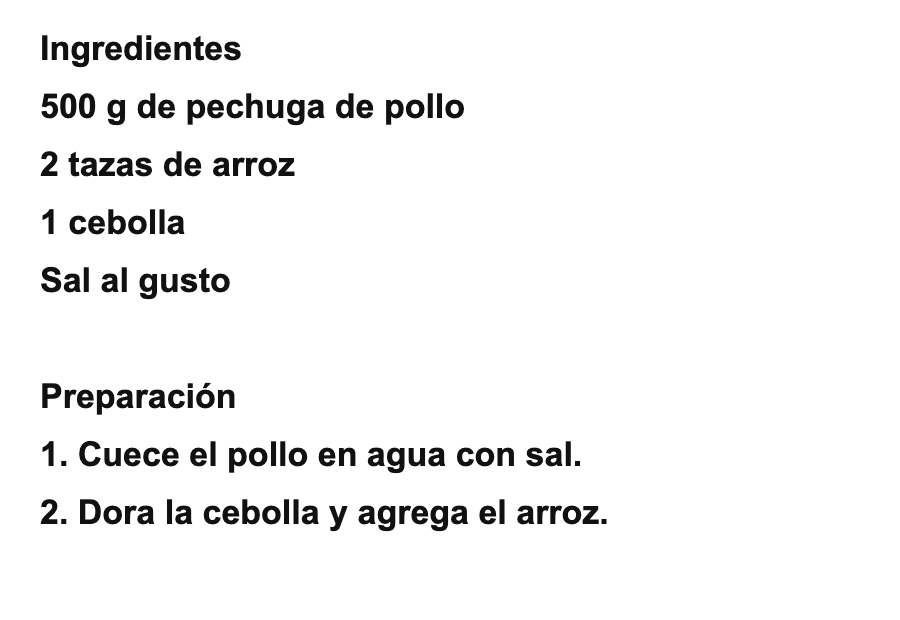 Ingredientes
500 g de pechuga de pollo
2 tazas de arroz
1 cebolla
Sal al gusto
Preparación
1. Cuece el pollo en agua con sal.
2. Dora la cebolla y agrega el arroz.